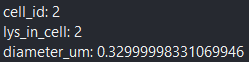 cell_id: 2
lys_in_cell: 2
diameter_um: 0.32999998331069946